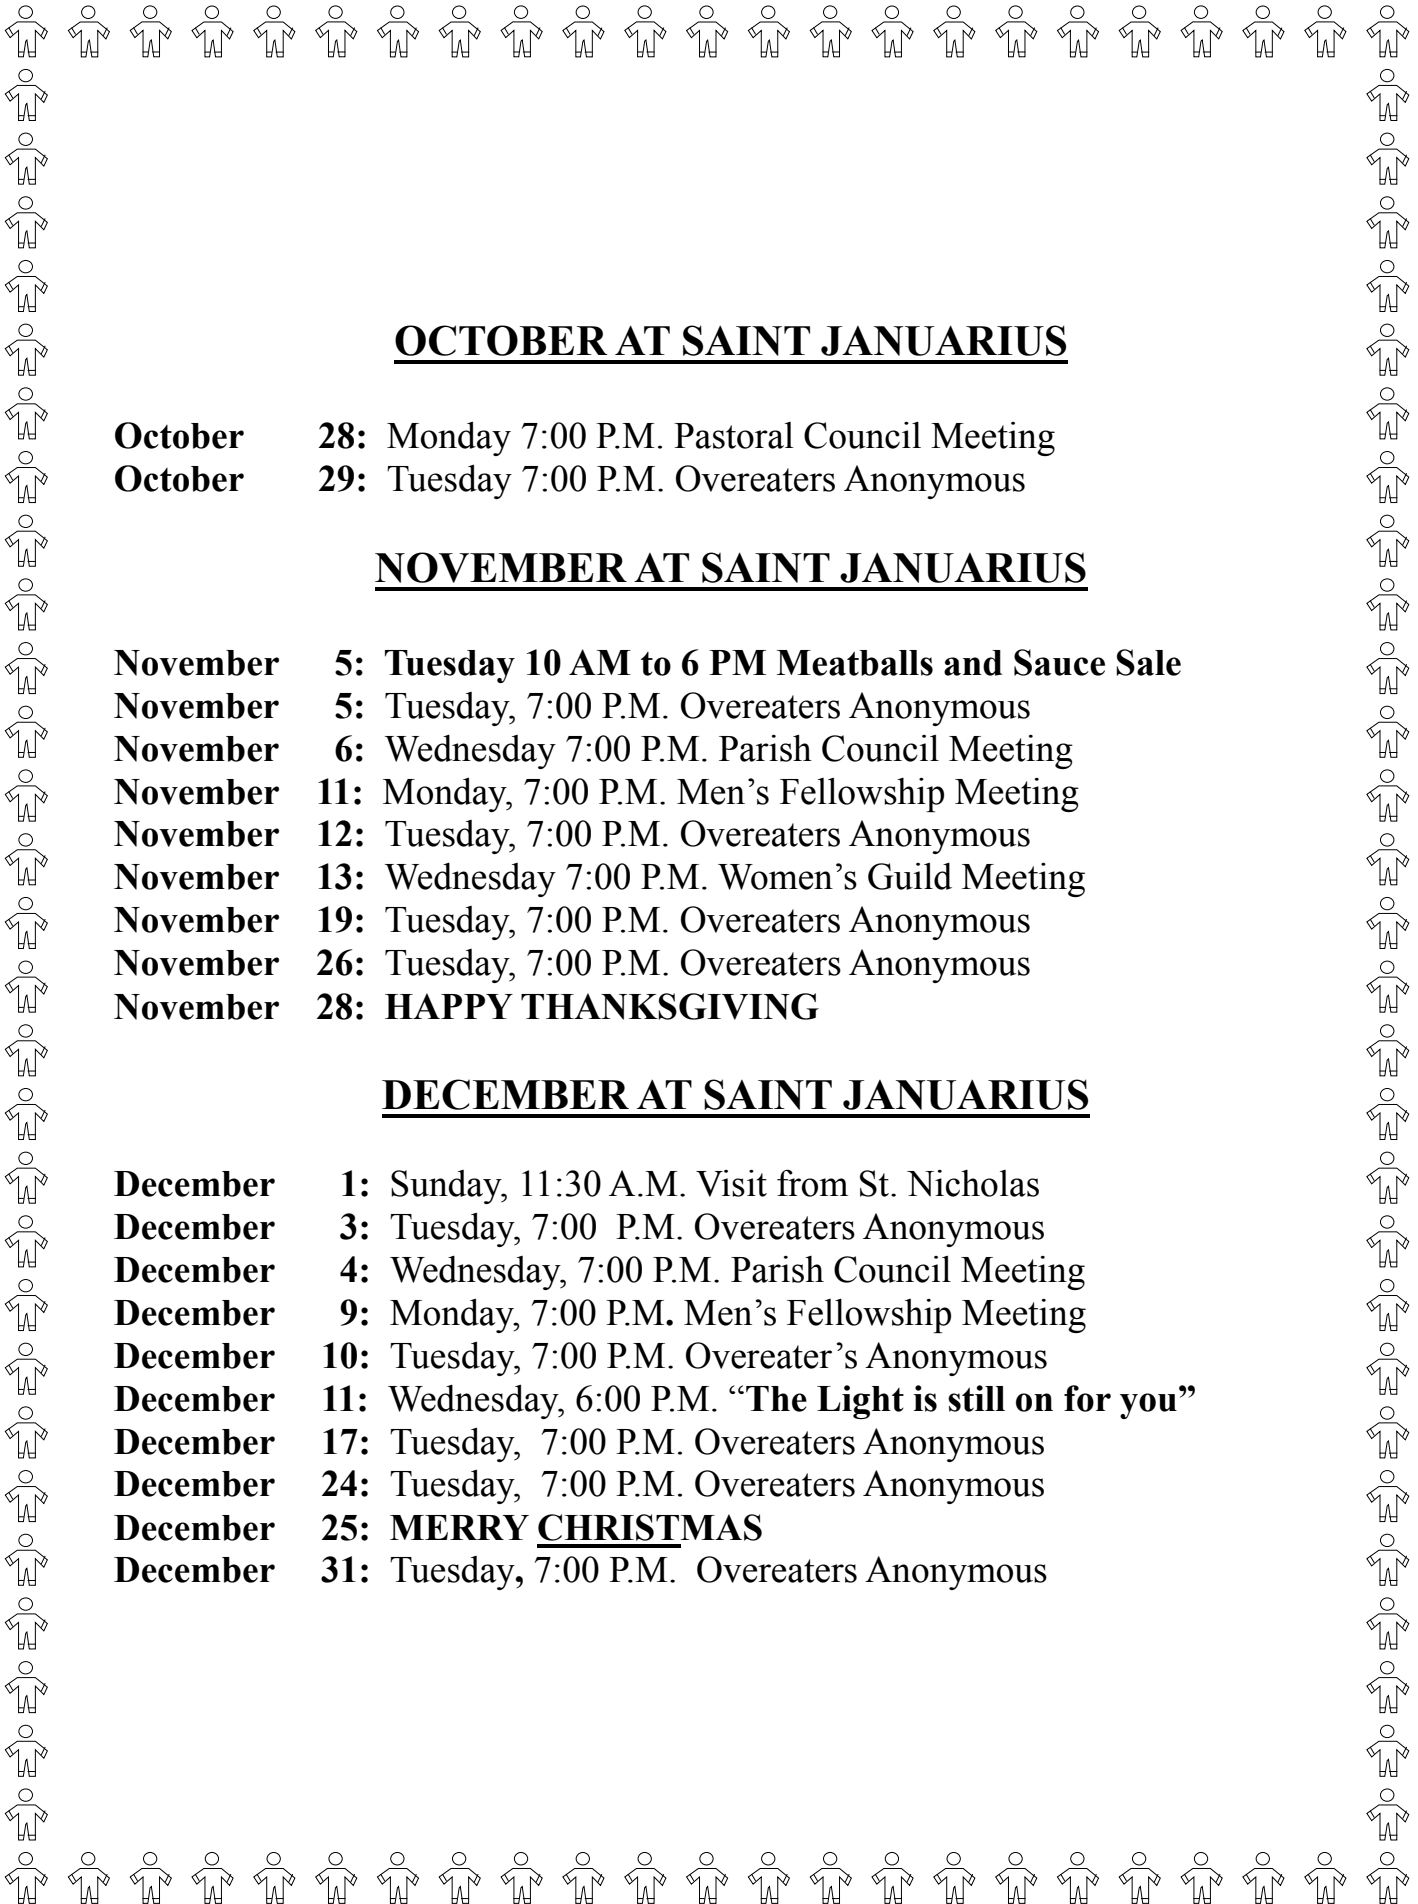 OCTOBER AT SAINT JANUARIUS
October 28: Monday 7:00 P.M. Pastoral Council Meeting
October 29: Tuesday 7:00 P.M. Overeaters Anonymous
NOVEMBER AT SAINT JANUARIUS
November 5: Tuesday 10 AM to 6 PM Meatballs and Sauce Sale
November 5: Tuesday, 7:00 P.M. Overeaters Anonymous
November 6: Wednesday 7:00 P.M. Parish Council Meeting
November 11: Monday, 7:00 P.M. Men’s Fellowship Meeting
November 12: Tuesday, 7:00 P.M. Overeaters Anonymous
November 13: Wednesday 7:00 P.M. Women’s Guild Meeting
November 19: Tuesday, 7:00 P.M. Overeaters Anonymous
November 26: Tuesday, 7:00 P.M. Overeaters Anonymous
November 28: HAPPY THANKSGIVING
DECEMBER AT SAINT JANUARIUS
December 1: Sunday, 11:30 A.M. Visit from St. Nicholas
December 3: Tuesday, 7:00 P.M. Overeaters Anonymous
December 4: Wednesday, 7:00 P.M. Parish Council Meeting
December 9: Monday, 7:00 P.M. Men’s Fellowship Meeting
December 10: Tuesday, 7:00 P.M. Overeater’s Anonymous
December 11: Wednesday, 6:00 P.M. “The Light is still on for you”
December 17: Tuesday, 7:00 P.M. Overeaters Anonymous
December 24: Tuesday, 7:00 P.M. Overeaters Anonymous
December 25: MERRY CHRISTMAS
December 31: Tuesday, 7:00 P.M. Overeaters Anonymous